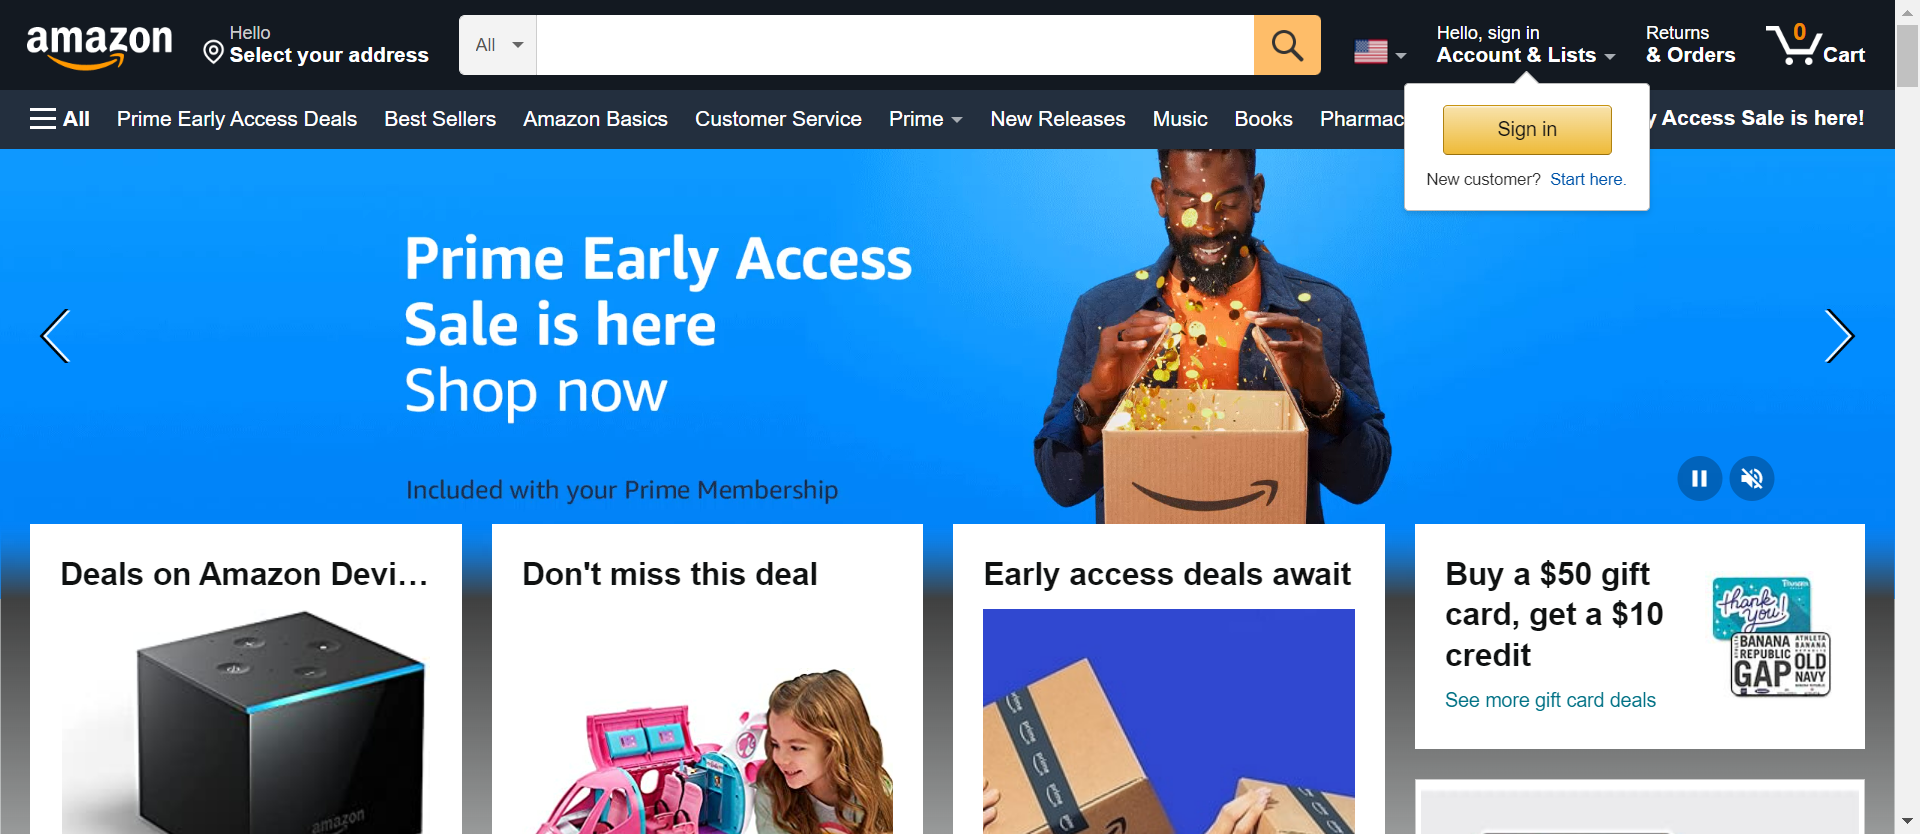 amazon
Hello
Select your address
All
Hello, sign in
Account & Lists
Returns
& Orders
0
Cart
All
Prime Early Access Deals
Best Sellers
Amazon Basics
Customer Service
Prime
New Releases
Music
Books
Pharmac
y Access Sale is here!
Sign in
New customer? Start here.
Prime Early Access
Sale is here
Shop now
Included with your Prime Membership
Deals on Amazon Devi...
Don't miss this deal
Early access deals await
Buy a $50 gift
card, get a $10
credit
See more gift card deals
thank
you!
BANANA
REPUBLIC
GAP
ATHLETA
OLD
NAVY
amazon
prime
prime
prime